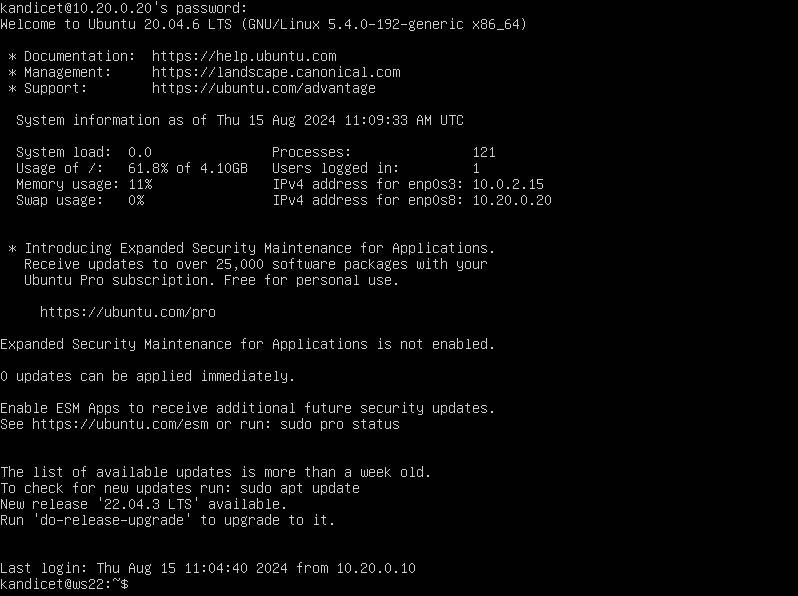 kandicet@10.20.0.20's password:
Welcome to Ubuntu 20.04.6 LTS (GNU/Linux 5.4.0-192-generic x86_64)

 * Documentation:  https://help.ubuntu.com
 * Management:     https://landscape.canonical.com
 * Support:        https://ubuntu.com/advantage

  System information as of Thu 15 Aug 2024 11:09:33 AM UTC

  System load:  0.0               Processes:               121
  Usage of /:   61.8% of 4.10GB   Users logged in:         1
  Memory usage: 11%               IPv4 address for enp0s3: 10.0.2.15
  Swap usage:   0%                IPv4 address for enp0s8: 10.20.0.20


 * Introducing Expanded Security Maintenance for Applications.
   Receive updates to over 25,000 software packages with your
   Ubuntu Pro subscription. Free for personal use.

     https://ubuntu.com/pro

Expanded Security Maintenance for Applications is not enabled.

0 updates can be applied immediately.

Enable ESM Apps to receive additional future security updates.
See https://ubuntu.com/esm or run: sudo pro status


The list of available updates is more than a week old.
To check for new updates run: sudo apt update
New release '22.04.3 LTS' available.
Run 'do-release-upgrade' to upgrade to it.


Last login: Thu Aug 15 11:04:40 2024 from 10.20.0.10
kandicet@ws22:~$